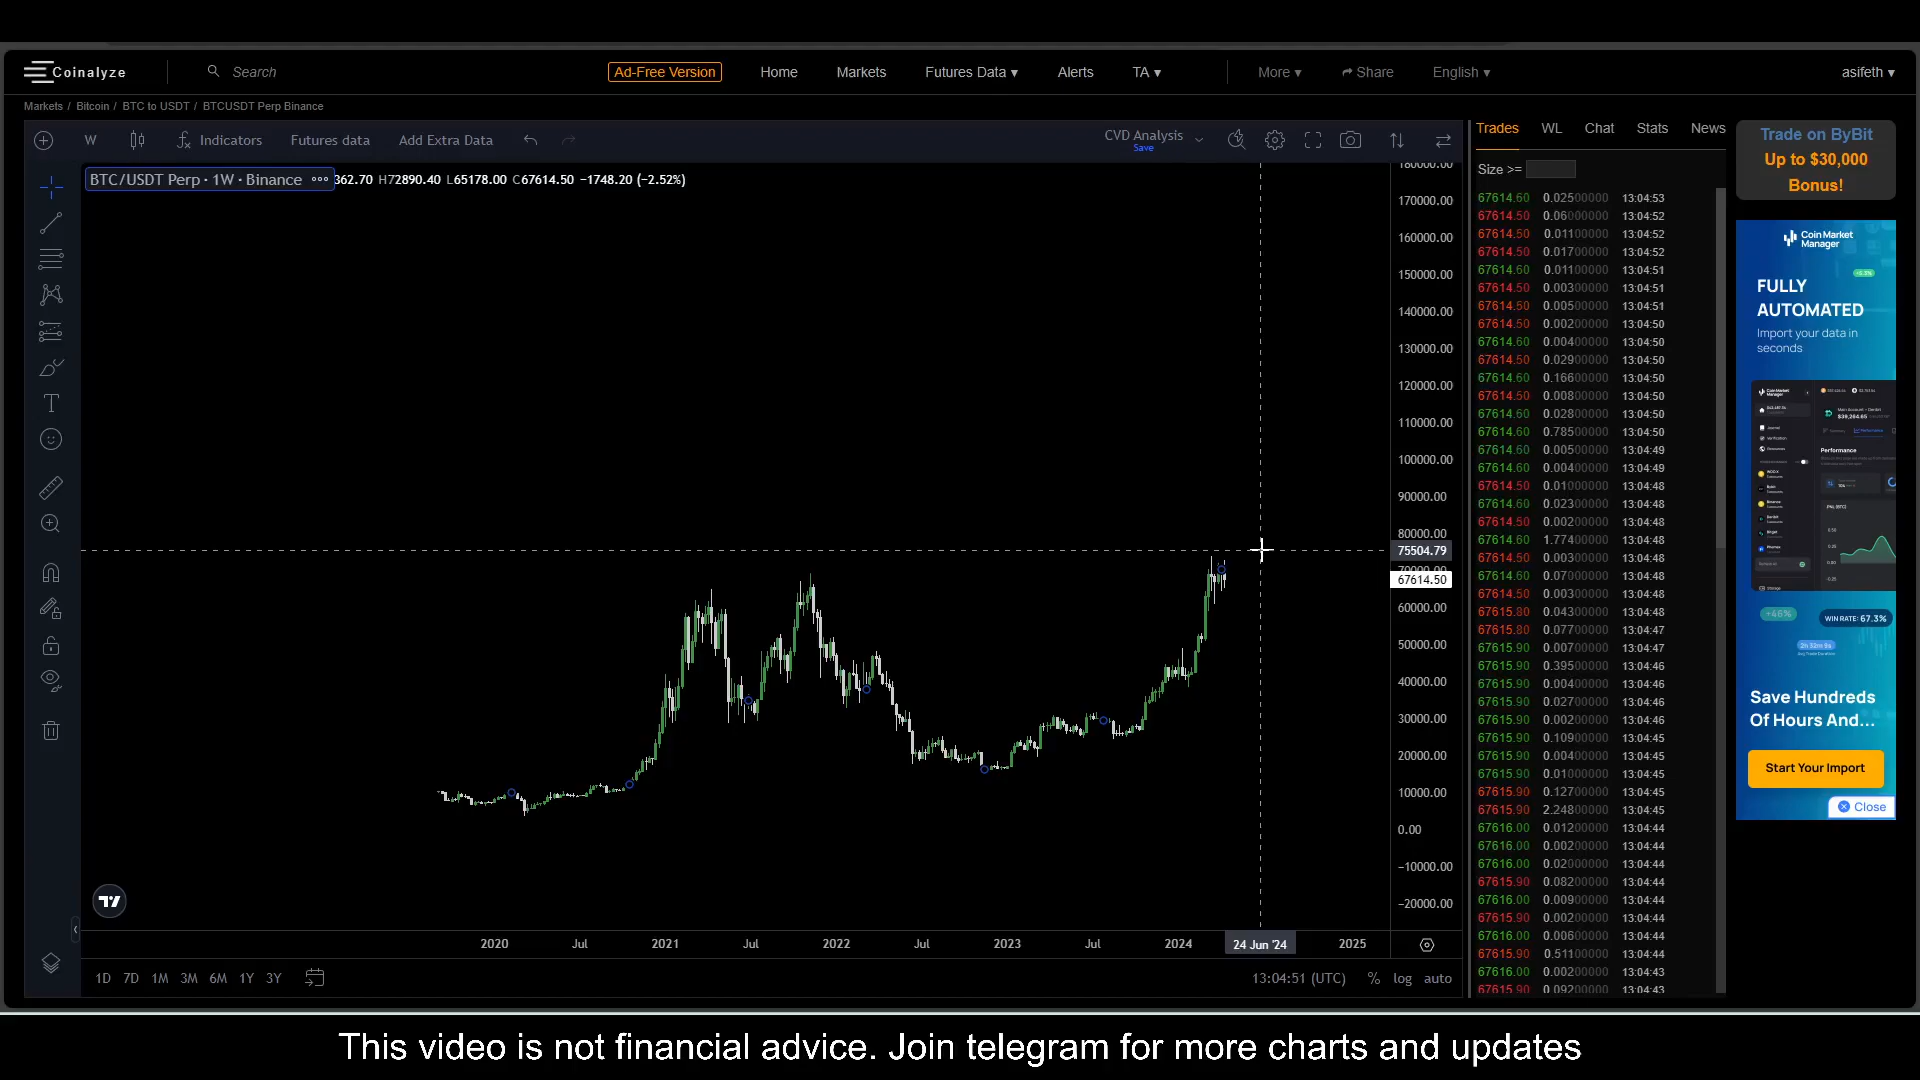 Coinalyze
Search
Ad-Free Version
Home
Markets
Futures Data ▾
Alerts
TA ▾
More ▾
Share
English ▾
asifeth ▾
Markets / Bitcoin / BTC to USDT / BTCUSDT Perp Binance
W
Indicators
Futures data
Add Extra Data
CVD Analysis
Save
BTC/USDT Perp · 1W · Binance
362.70 H72890.40 L65178.00 C67614.50 −1748.20 (−2.52%)
180000.00
170000.00
160000.00
150000.00
140000.00
130000.00
120000.00
110000.00
100000.00
90000.00
80000.00
75504.79
70000.00
67614.50
60000.00
50000.00
40000.00
30000.00
20000.00
10000.00
0.00
−10000.00
−20000.00
2020 Jul 2021 Jul 2022 Jul 2023 Jul 2024 24 Jun '24 2025
1D 7D 1M 3M 6M 1Y 3Y
13:04:51 (UTC) % log auto
Trades WL Chat Stats News
Size >=
67614.60 0.02500000 13:04:53
67614.50 0.06000000 13:04:52
67614.50 0.01100000 13:04:52
67614.50 0.01700000 13:04:52
67614.60 0.01100000 13:04:51
67614.50 0.00300000 13:04:51
67614.50 0.00500000 13:04:51
67614.50 0.00200000 13:04:50
67614.60 0.00400000 13:04:50
67614.50 0.02900000 13:04:50
67614.60 0.16600000 13:04:50
67614.50 0.00800000 13:04:50
67614.60 0.02800000 13:04:50
67614.60 0.78500000 13:04:50
67614.60 0.00500000 13:04:49
67614.60 0.00400000 13:04:49
67614.50 0.01000000 13:04:48
67614.60 0.02300000 13:04:48
67614.50 0.00200000 13:04:48
67614.60 1.77400000 13:04:48
67614.50 0.00300000 13:04:48
67614.60 0.07000000 13:04:48
67614.50 0.00300000 13:04:48
67615.80 0.04300000 13:04:48
67615.80 0.07700000 13:04:47
67615.90 0.00700000 13:04:47
67615.90 0.39500000 13:04:46
67615.90 0.00400000 13:04:46
67615.90 0.02700000 13:04:46
67615.90 0.00200000 13:04:46
67615.90 0.10900000 13:04:45
67615.90 0.00400000 13:04:45
67615.90 0.01000000 13:04:45
67615.90 0.12700000 13:04:45
67615.90 2.24800000 13:04:45
67616.00 0.01200000 13:04:44
67616.00 0.00200000 13:04:44
67616.00 0.02000000 13:04:44
67615.90 0.08200000 13:04:44
67616.00 0.00900000 13:04:44
67615.90 0.00200000 13:04:44
67616.00 0.00600000 13:04:44
67615.90 0.51100000 13:04:44
67616.00 0.00200000 13:04:43
67615.90 0.09200000 13:04:43
Trade on ByBit
Up to $30,000
Bonus!
Coin Market
Manager
FULLY
AUTOMATED
Import your data in
seconds
Performance
+46%
WIN RATE: 67.3%
Save Hundreds
Of Hours And...
Start Your Import
Close
This video is not financial advice. Join telegram for more charts and updates